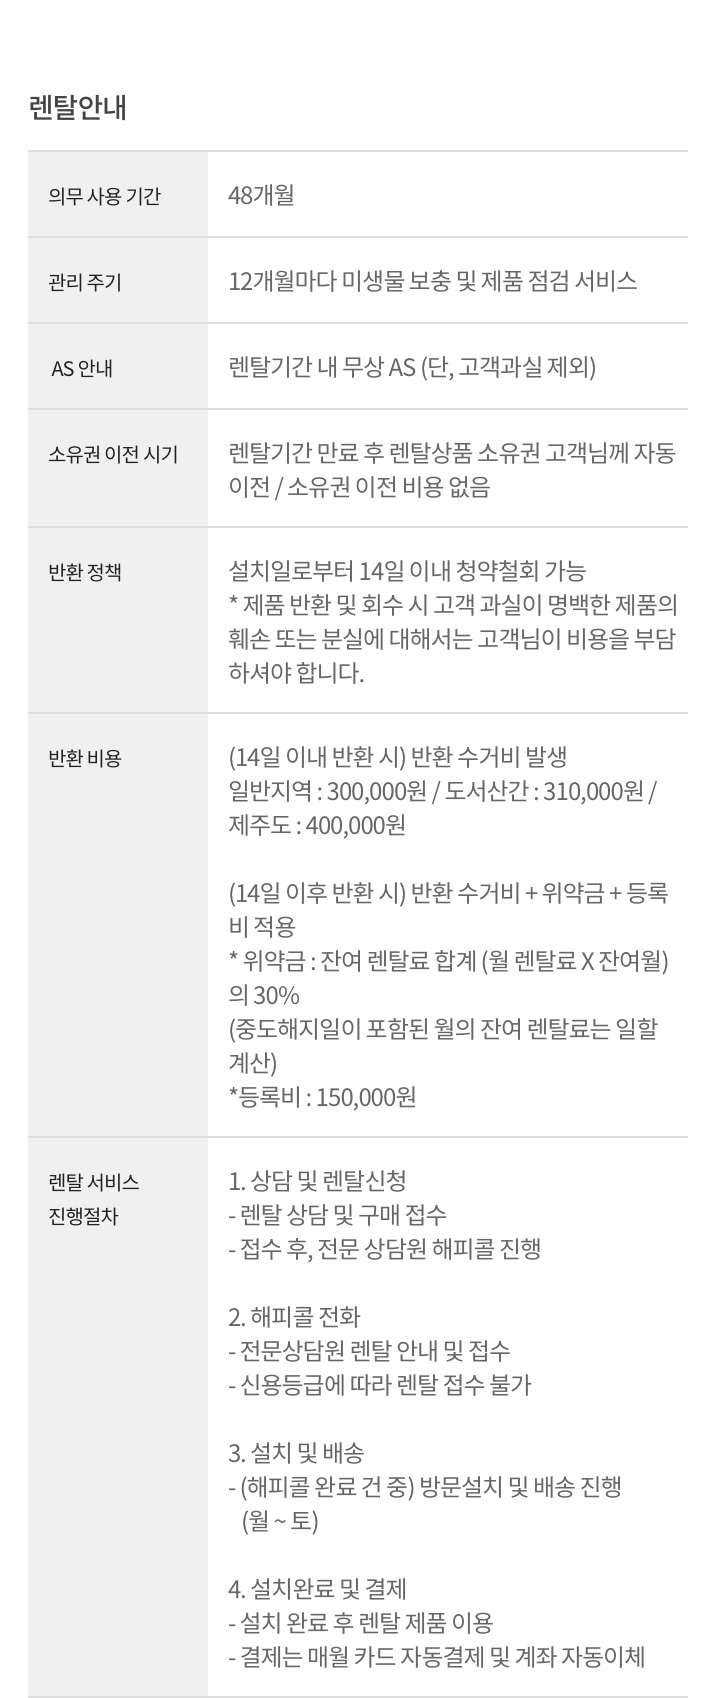 렌탈안내
의무 사용 기간
48개월
관리 주기
12개월마다 미생물 보충 및 제품 점검 서비스
AS 안내
렌탈기간 내 무상 AS (단, 고객과실 제외)
소유권 이전 시기
렌탈기간 만료 후 렌탈상품 소유권 고객님께 자동
이전 / 소유권 이전 비용 없음
반환 정책
설치일로부터 14일 이내 청약철회 가능
* 제품 반환 및 회수 시 고객 과실이 명백한 제품의
훼손 또는 분실에 대해서는 고객님이 비용을 부담
하셔야 합니다.
반환 비용
(14일 이내 반환 시) 반환 수거비 발생
일반지역 : 300,000원 / 도서산간 : 310,000원 /
제주도 : 400,000원
(14일 이후 반환 시) 반환 수거비 + 위약금 + 등록
비 적용
* 위약금 : 잔여 렌탈료 합계 (월 렌탈료 X 잔여월)
의 30%
(중도해지일이 포함된 월의 잔여 렌탈료는 일할
계산)
*등록비 : 150,000원
렌탈 서비스
진행절차
1. 상담 및 렌탈신청
- 렌탈 상담 및 구매 접수
- 접수 후, 전문 상담원 해피콜 진행
2. 해피콜 전화
- 전문상담원 렌탈 안내 및 접수
- 신용등급에 따라 렌탈 접수 불가
3. 설치 및 배송
- (해피콜 완료 건 중) 방문설치 및 배송 진행
(월 ~ 토)
4. 설치완료 및 결제
- 설치 완료 후 렌탈 제품 이용
- 결제는 매월 카드 자동결제 및 계좌 자동이체